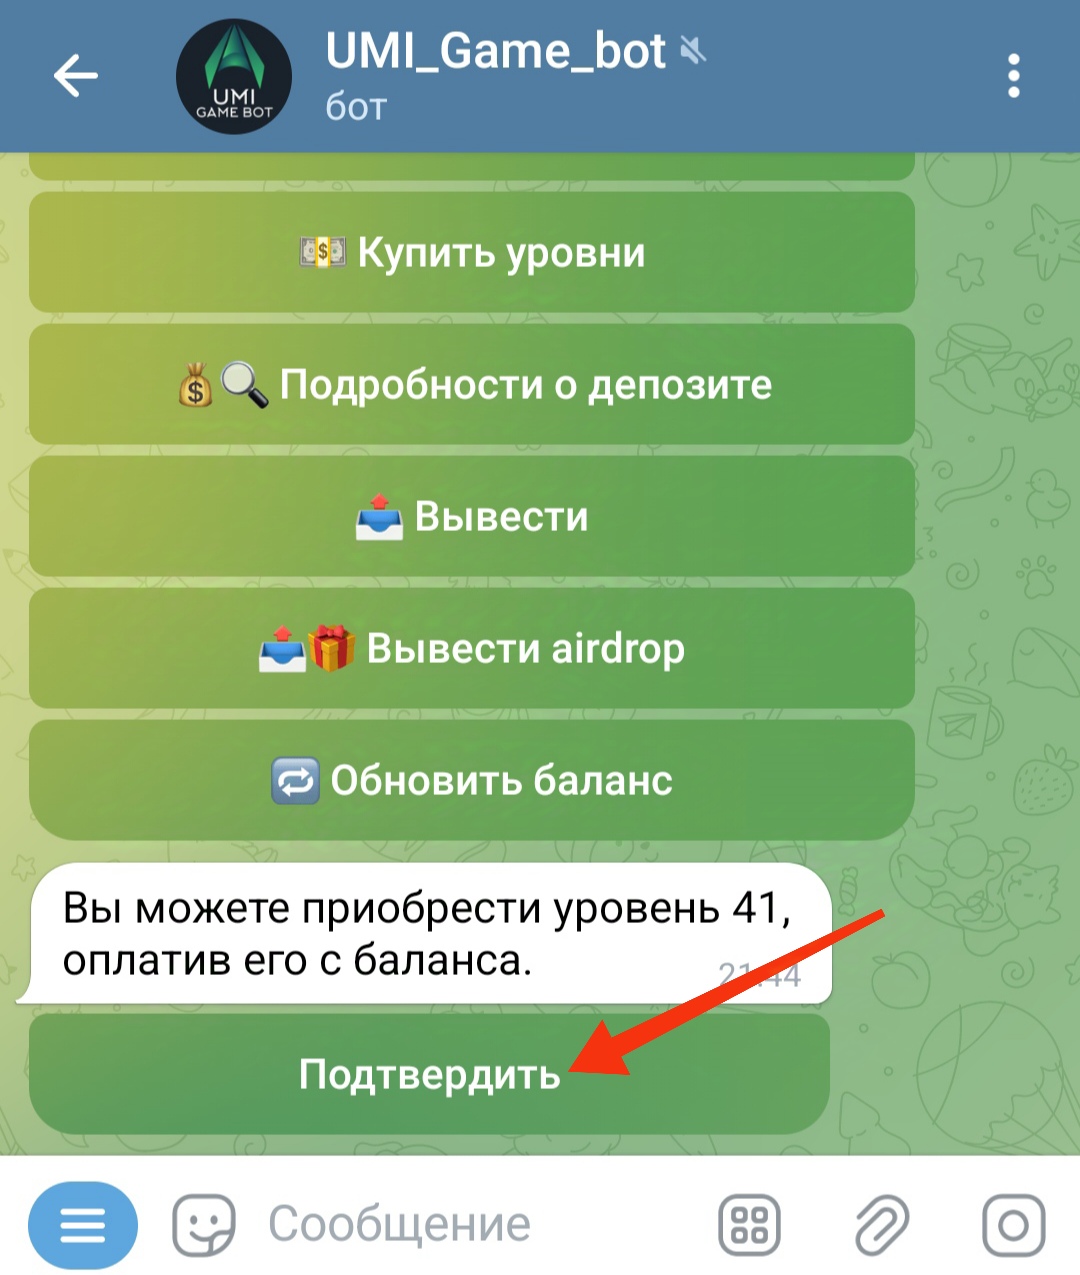 UMI_Game_bot
бот
UMI
GAME BOT
Купить уровни
Подробности о депозите
Вывести
Вывести airdrop
Обновить баланс
Вы можете приобрести уровень 41,
оплатив его с баланса.
21:44
Подтвердить
Сообщение